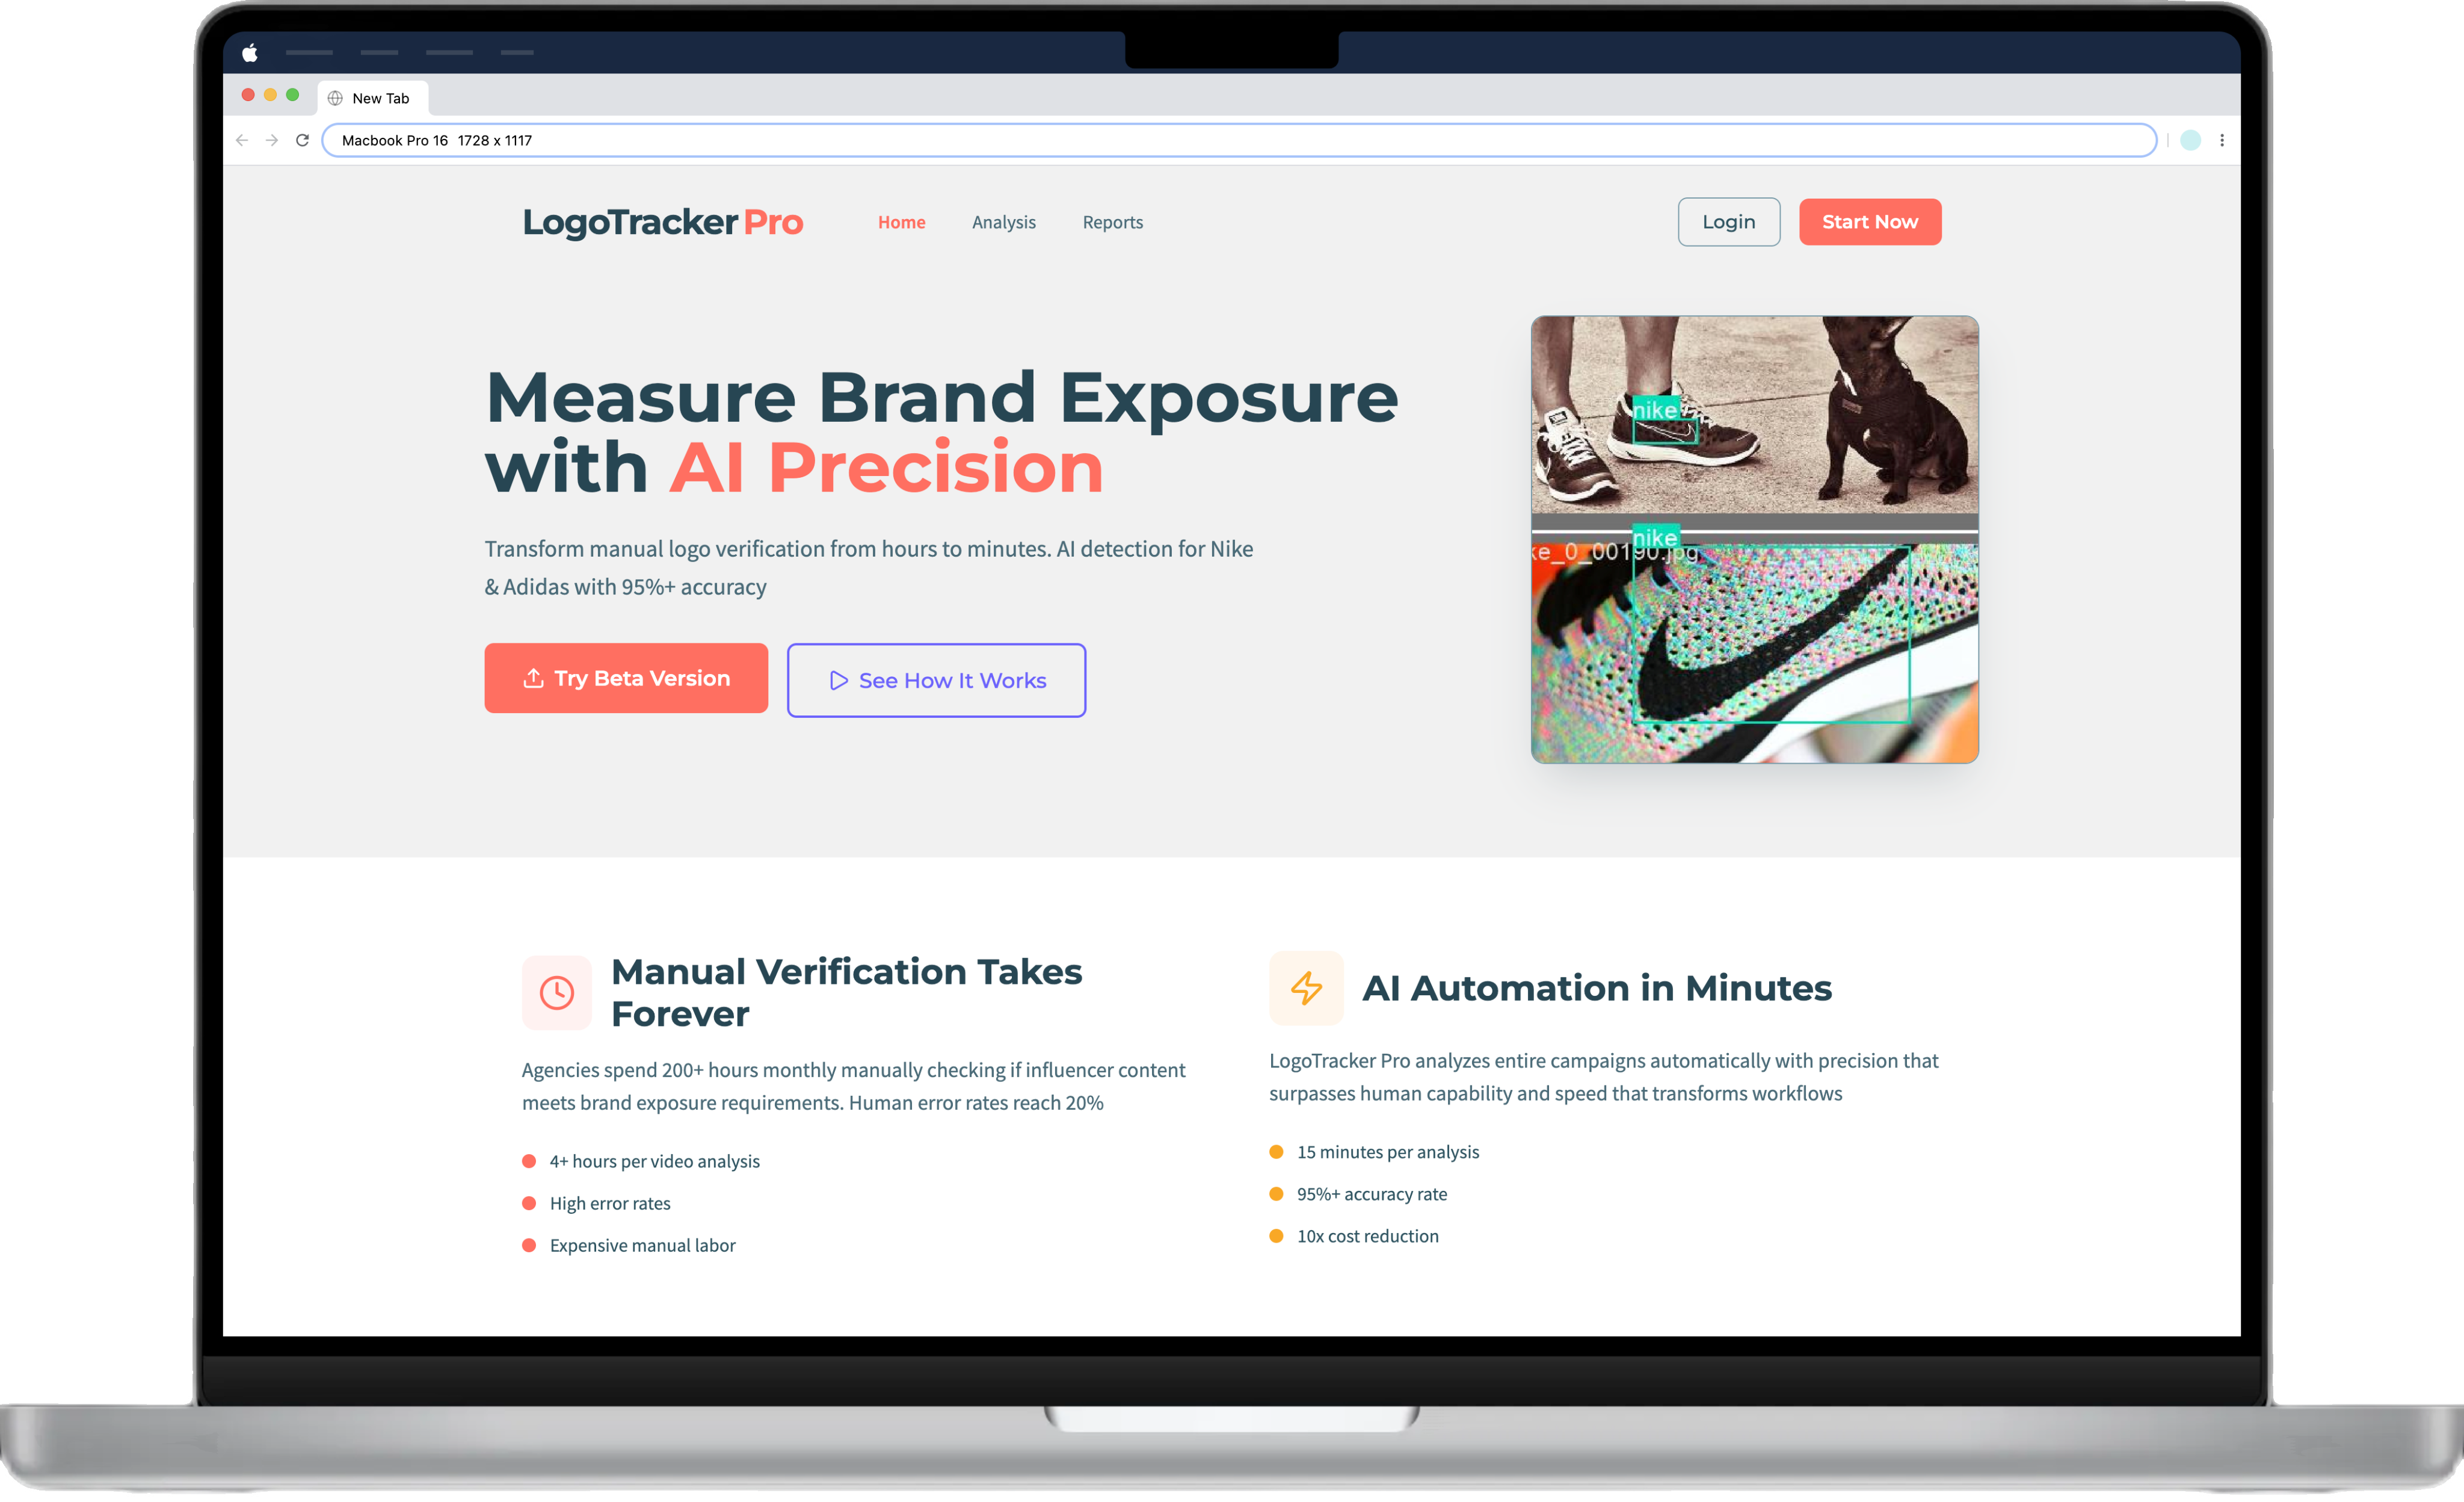 New Tab
Macbook Pro 16 1728 x 1117
LogoTracker Pro
Home
Analysis
Reports
Login
Start Now
Measure Brand Exposure
with AI Precision
Transform manual logo verification from hours to minutes. AI detection for Nike
& Adidas with 95%+ accuracy
Try Beta Version
See How It Works
nike
nike
ke_0_00190.jpg
Manual Verification Takes
Forever
Agencies spend 200+ hours monthly manually checking if influencer content
meets brand exposure requirements. Human error rates reach 20%
4+ hours per video analysis
High error rates
Expensive manual labor
AI Automation in Minutes
LogoTracker Pro analyzes entire campaigns automatically with precision that
surpasses human capability and speed that transforms workflows
15 minutes per analysis
95%+ accuracy rate
10x cost reduction